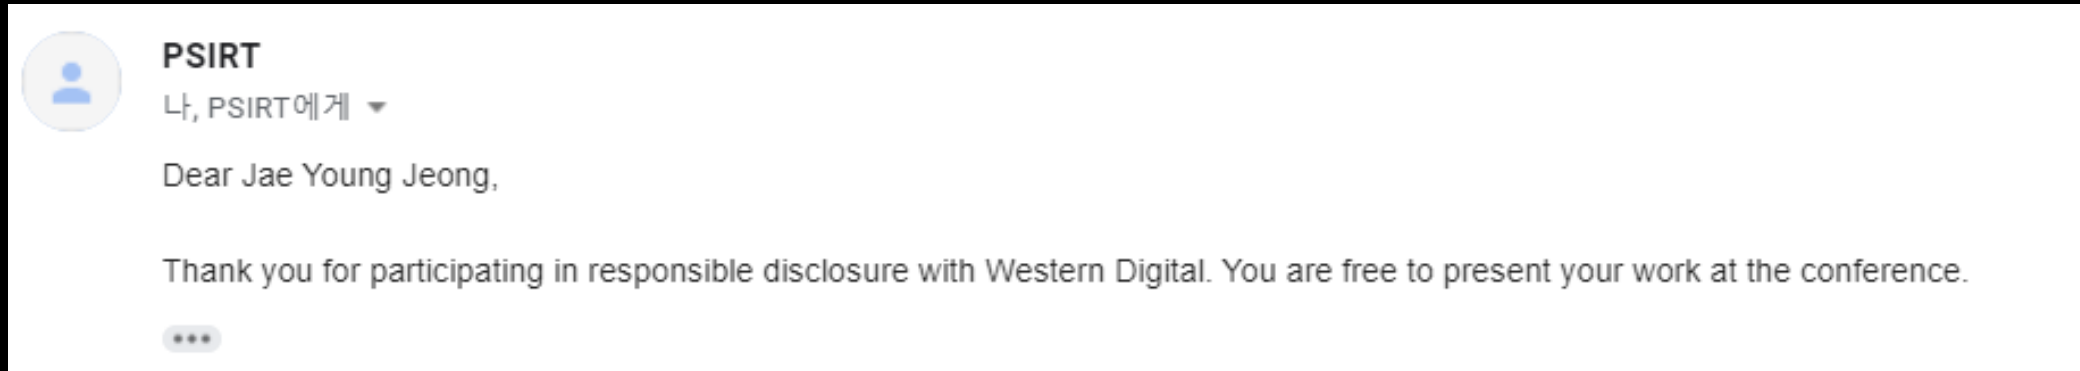 PSIRT
나, PSIRT에게
Dear Jae Young Jeong,
Thank you for participating in responsible disclosure with Western Digital. You are free to present your work at the conference.